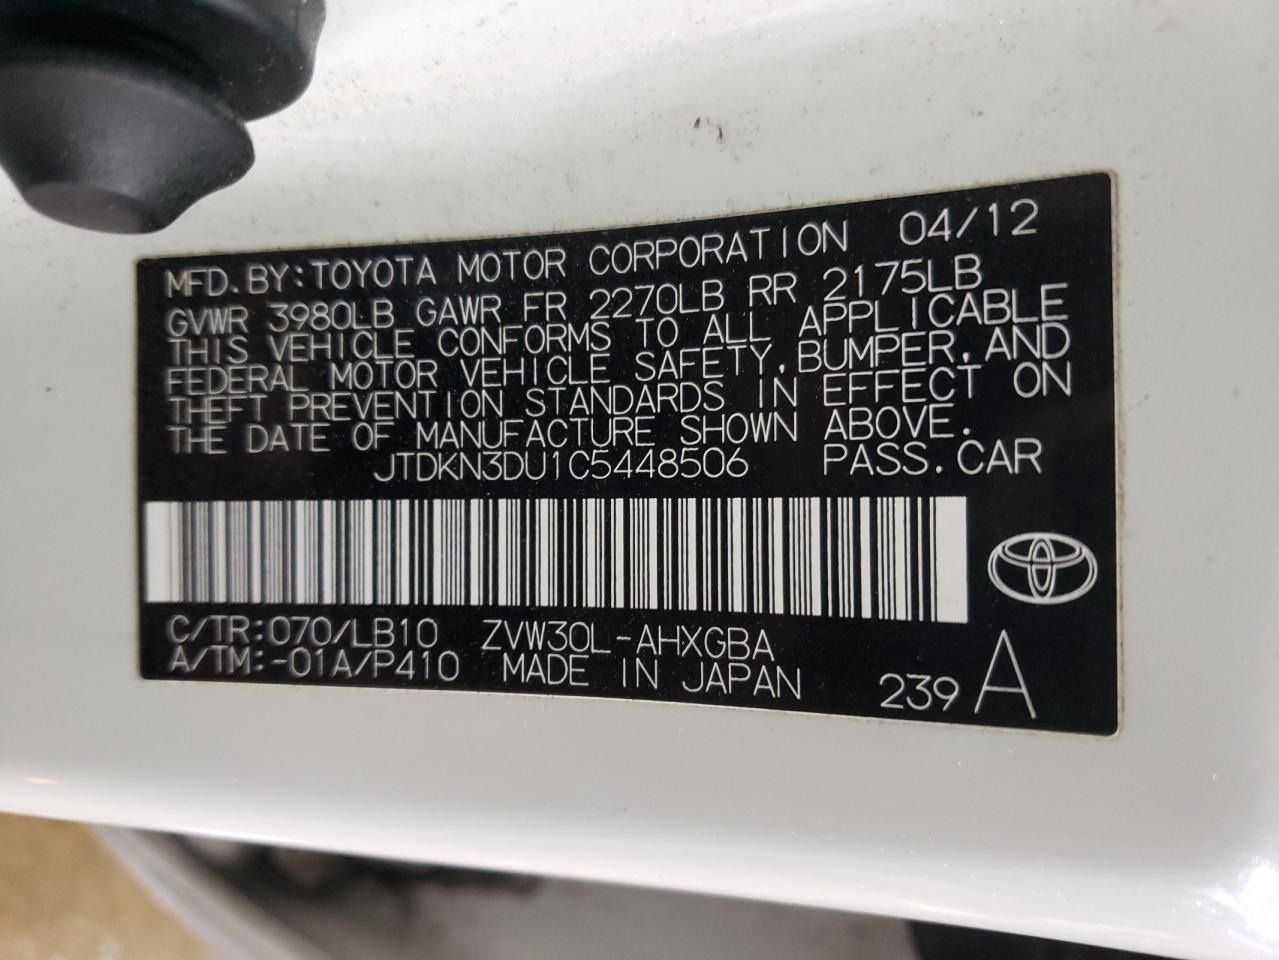 MFD.BY:TOYOTA MOTOR CORPORATION 04/12
GVWR 3980LB GAWR FR 2270LB RR 2175LB
THIS VEHICLE CONFORMS TO ALL APPLICABLE
FEDERAL MOTOR VEHICLE SAFETY,BUMPER,AND
THEFT PREVENTION STANDARDS IN EFFECT ON
THE DATE OF MANUFACTURE SHOWN ABOVE.
JTDKN3DU1C5448506 PASS.CAR
C/TR:070/LB10 ZVW30L-AHXGBA
A/TM:-01A/P410 MADE IN JAPAN 239 A